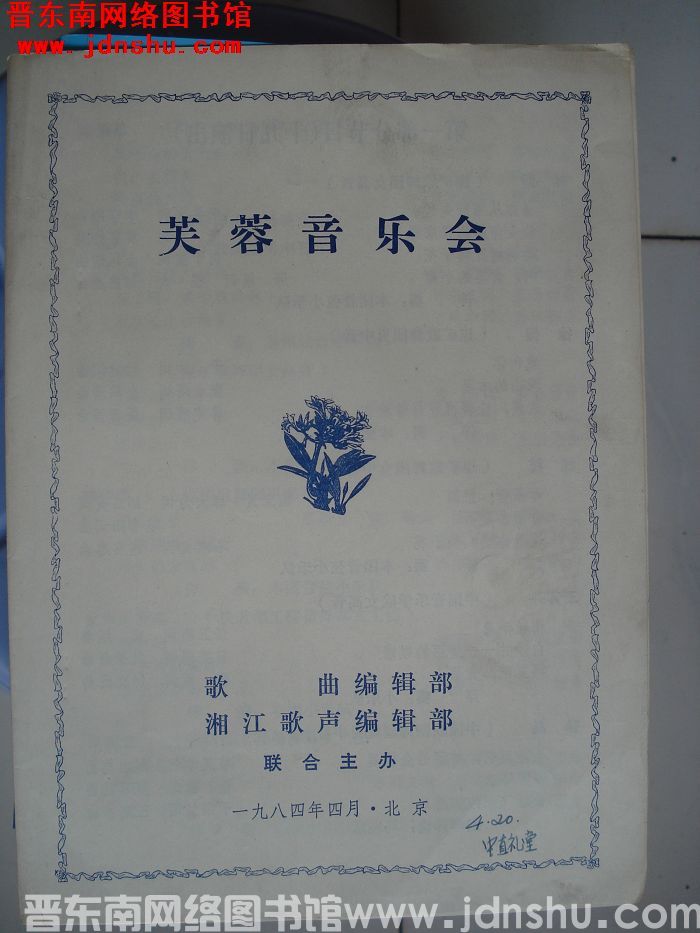 晋东南网络图书馆
www.jdnshu.com
芙蓉音乐会
歌 曲编辑部
湘江歌声编辑部
联合主办
一九八四年四月·北京
4.20.
中直礼堂
晋东南网络图书馆www.jdnshu.com